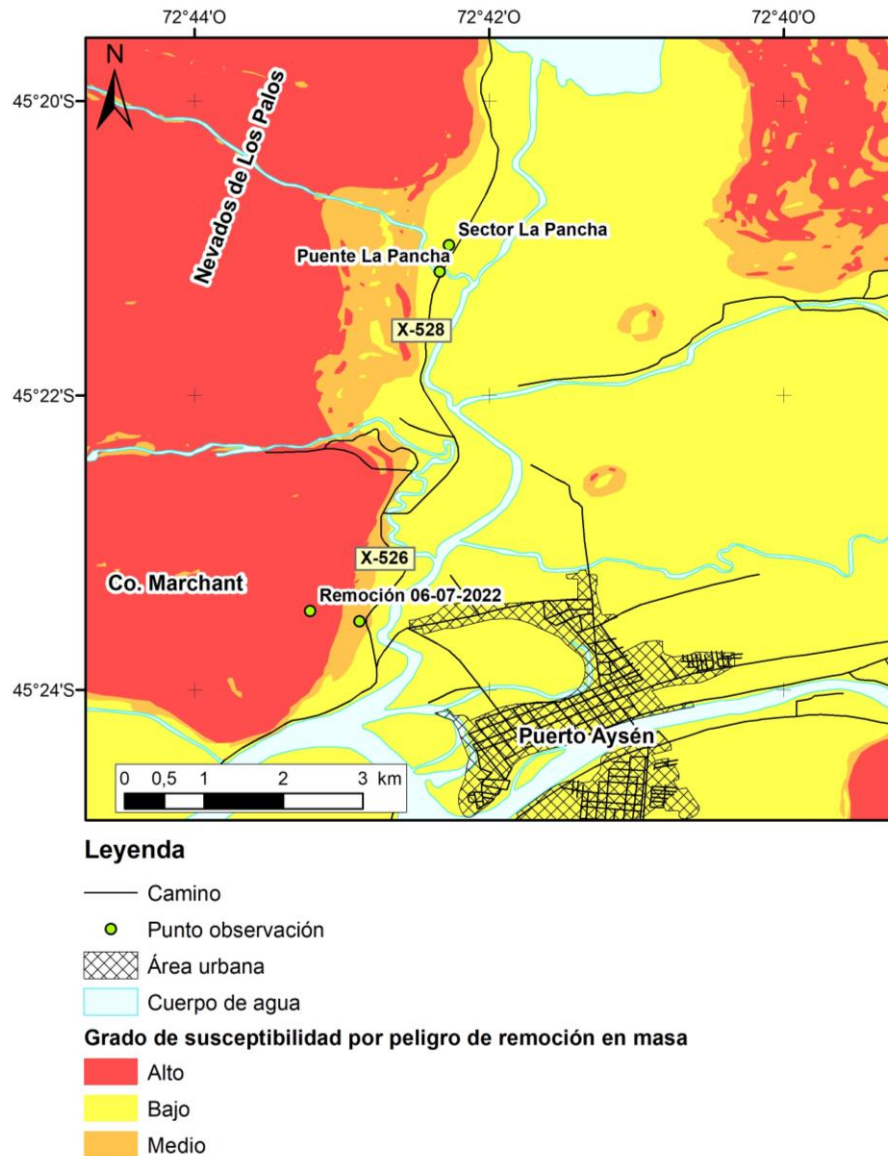 72°44'O
72°42'O
72°40'O
N
45°20'S
Nevados de Los Palos
Sector La Pancha
Puente La Pancha
X-528
45°22'S
X-526
Co. Marchant
Remoción 06-07-2022
45°24'S
Puerto Aysén
0 0,5 1 2 3 km
Leyenda
Camino
Punto observación
Área urbana
Cuerpo de agua
Grado de susceptibilidad por peligro de remoción en masa
Alto
Bajo
Medio